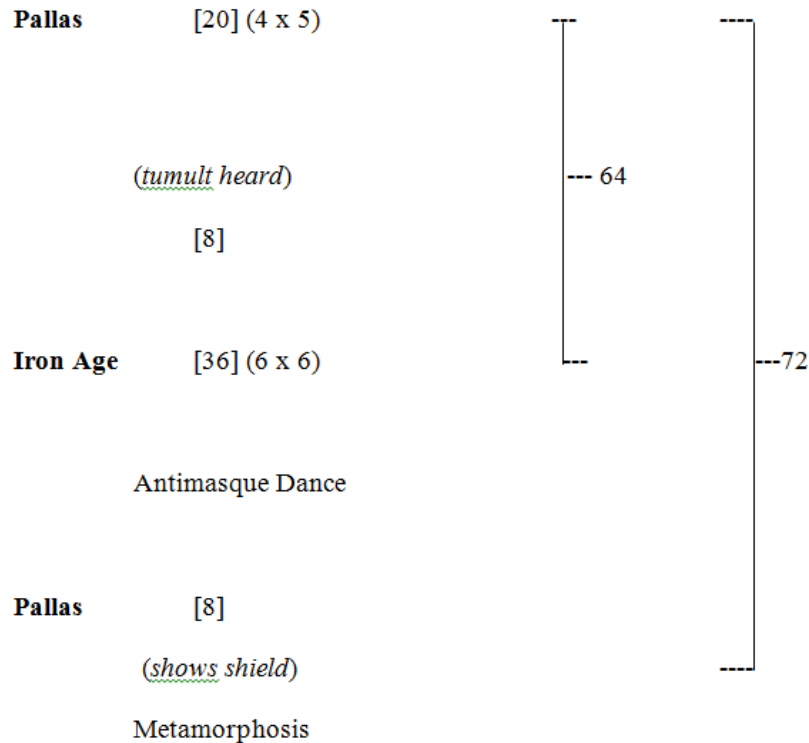 Pallas [20] (4 x 5) --- ----
(tumult heard) --- 64
[8]
Iron Age [36] (6 x 6) --- ---72
Antimasque Dance
Pallas [8]
(shows shield) ----
Metamorphosis